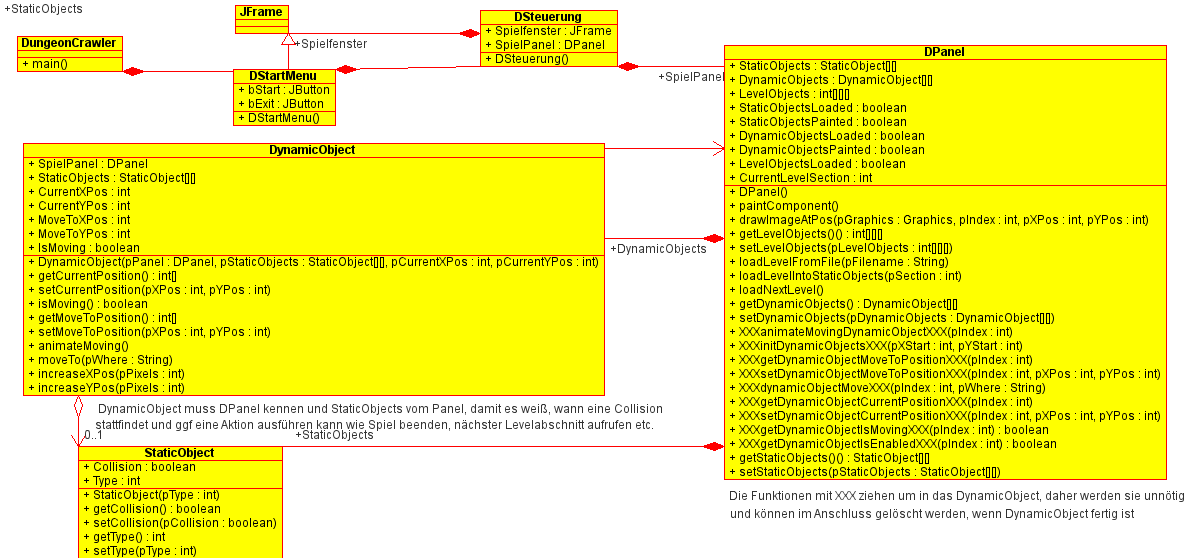 +StaticObjects
JFrame
+Spielfenster
DSteuerung
+ Spielfenster : JFrame
+ SpielPanel : DPanel
+ DSteuerung()
DungeonCrawler
+ main()
DStartMenu
+ bStart : JButton
+ bExit : JButton
+ DStartMenu()
+SpielPanel
DPanel
+ StaticObjects : StaticObject[][]
+ DynamicObjects : DynamicObject[][]
+ LevelObjects : int[][][]
+ StaticObjectsLoaded : boolean
+ StaticObjectsPainted : boolean
+ DynamicObjectsLoaded : boolean
+ DynamicObjectsPainted : boolean
+ LevelObjectsLoaded : boolean
+ CurrentLevelSection : int
+ DPanel()
+ paintComponent()
+ drawImageAtPos(pGraphics : Graphics, pIndex : int, pXPos : int, pYPos : int)
+ getLevelObjects()() : int[][][]
+ setLevelObjects(pLevelObjects : int[][][])
+ loadLevelFromFile(pFilename : String)
+ loadLevelIntoStaticObjects(pSection : int)
+ loadNextLevel()
+ getDynamicObjects() : DynamicObject[][]
+ setDynamicObjects(pDynamicObjects : DynamicObject[][])
+ XXXanimateMovingDynamicObjectXXX(pIndex : int)
+ XXXinitDynamicObjectsXXX(pXStart : int, pYStart : int)
+ XXXgetDynamicObjectMoveToPositionXXX(pIndex : int)
+ XXXsetDynamicObjectMoveToPositionXXX(pIndex : int, pXPos : int, pYPos : int)
+ XXXdynamicObjectMoveXXX(pIndex : int, pWhere : String)
+ XXXgetDynamicObjectCurrentPositionXXX(pIndex : int)
+ XXXsetDynamicObjectCurrentPositionXXX(pIndex : int, pXPos : int, pYPos : int)
+ XXXgetDynamicObjectIsMovingXXX(pIndex : int) : boolean
+ XXXgetDynamicObjectIsEnabledXXX(pIndex : int) : boolean
+ getStaticObjects()() : StaticObject[][]
+ setStaticObjects(pStaticObjects : StaticObject[][])
DynamicObject
+ SpielPanel : DPanel
+ StaticObjects : StaticObject[][]
+ CurrentXPos : int
+ CurrentYPos : int
+ MoveToXPos : int
+ MoveToYPos : int
+ IsMoving : boolean
+ DynamicObject(pPanel : DPanel, pStaticObjects : StaticObject[][], pCurrentXPos : int, pCurrentYPos : int)
+ getCurrentPosition() : int[]
+ setCurrentPosition(pXPos : int, pYPos : int)
+ isMoving() : boolean
+ getMoveToPosition() : int[]
+ setMoveToPosition(pXPos : int, pYPos : int)
+ animateMoving()
+ moveTo(pWhere : String)
+ increaseXPos(pPixels : int)
+ increaseYPos(pPixels : int)
+DynamicObjects
DynamicObject muss DPanel kennen und StaticObjects vom Panel, damit es weiß, wann eine Collision
stattfindet und ggf eine Aktion ausführen kann wie Spiel beenden, nächster Levelabschnitt aufrufen etc.
0..1
+StaticObjects
StaticObject
+ Collision : boolean
+ Type : int
+ StaticObject(pType : int)
+ getCollision() : boolean
+ setCollision(pCollision : boolean)
+ getType() : int
+ setType(pType : int)
Die Funktionen mit XXX ziehen um in das DynamicObject, daher werden sie unnötig
und können im Anschluss gelöscht werden, wenn DynamicObject fertig ist